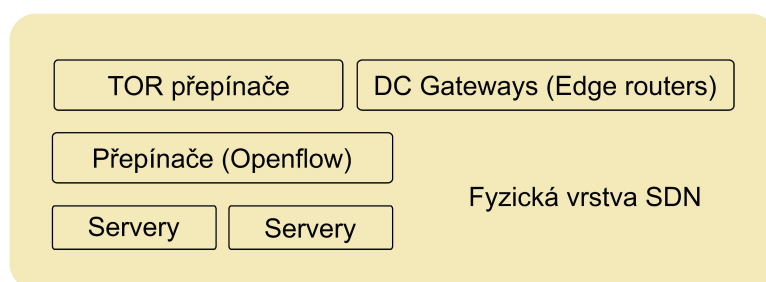 TOR přepínače
DC Gateways (Edge routers)
Přepínače (Openflow)
Fyzická vrstva SDN
Servery
Servery